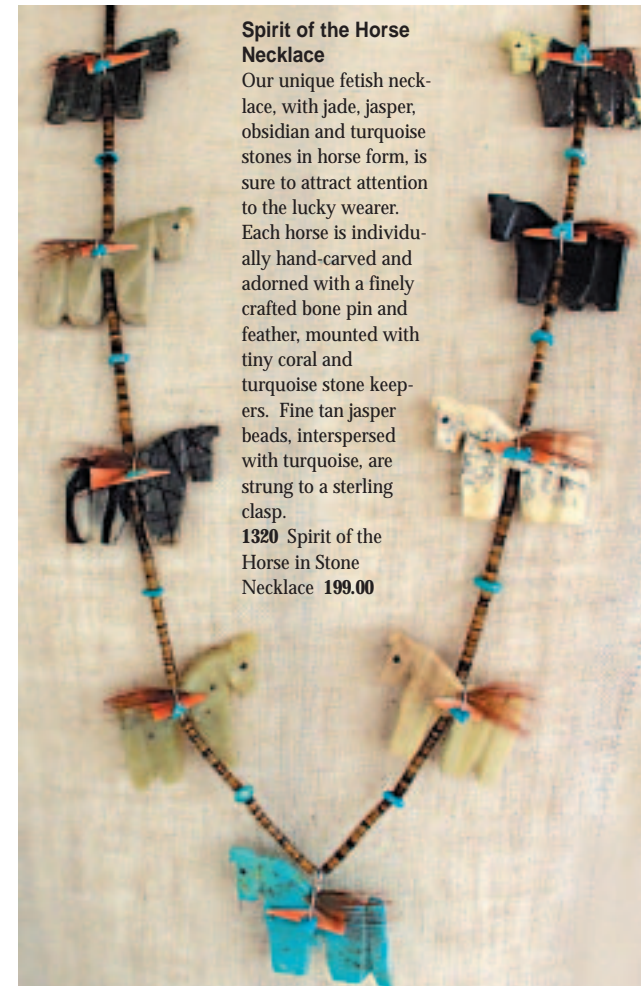 Spirit of the Horse
Necklace
Our unique fetish neck-
lace, with jade, jasper,
obsidian and turquoise
stones in horse form, is
sure to attract attention
to the lucky wearer.
Each horse is individu-
ally hand-carved and
adorned with a finely
crafted bone pin and
feather, mounted with
tiny coral and
turquoise stone keep-
ers.  Fine tan jasper
beads, interspersed
with turquoise, are
strung to a sterling
clasp.
1320 Spirit of the
Horse in Stone
Necklace 199.00